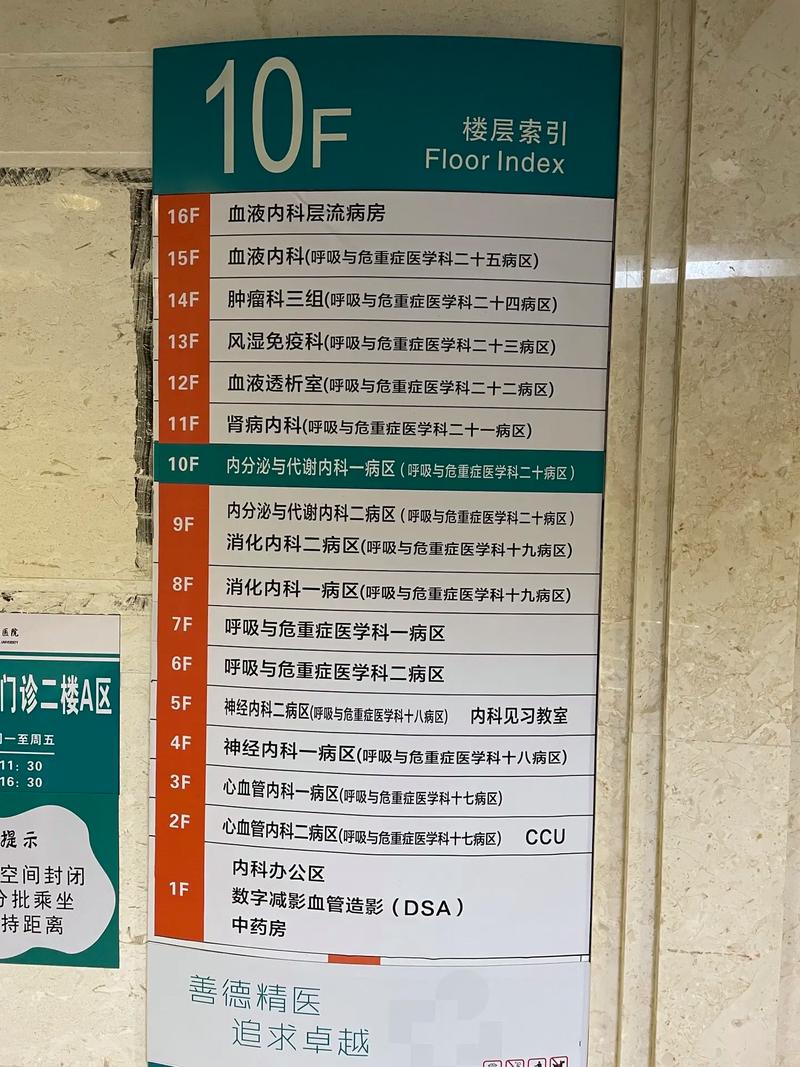 10F
楼层索引
Floor Index
16F 血液内科层流病房
15F 血液内科(呼吸与危重症医学科二十五病区)
14F 肿瘤科三组(呼吸与危重症医学科二十四病区)
13F 风湿免疫科(呼吸与危重症医学科二十三病区)
12F 血液透析室(呼吸与危重症医学科二十二病区)
11F 肾病内科(呼吸与危重症医学科二十一病区)
10F 内分泌与代谢内科一病区(呼吸与危重症医学科二十病区)
9F 内分泌与代谢内科二病区(呼吸与危重症医学科二十病区)
消化内科二病区(呼吸与危重症医学科十九病区)
8F 消化内科一病区(呼吸与危重症医学科十九病区)
7F 呼吸与危重症医学科一病区
6F 呼吸与危重症医学科二病区
5F 神经内科二病区(呼吸与危重症医学科十八病区) 内科见习教室
4F 神经内科一病区(呼吸与危重症医学科十八病区)
3F 心血管内科一病区(呼吸与危重症医学科十七病区)
2F 心血管内科二病区(呼吸与危重症医学科十七病区) CCU
1F 内科办公区
数字减影血管造影(DSA)
中药房
善德精医
追求卓越
医院
门诊二楼A区
一至周五
11:30
16:30
提示
空间封闭
分批乘坐
持距离